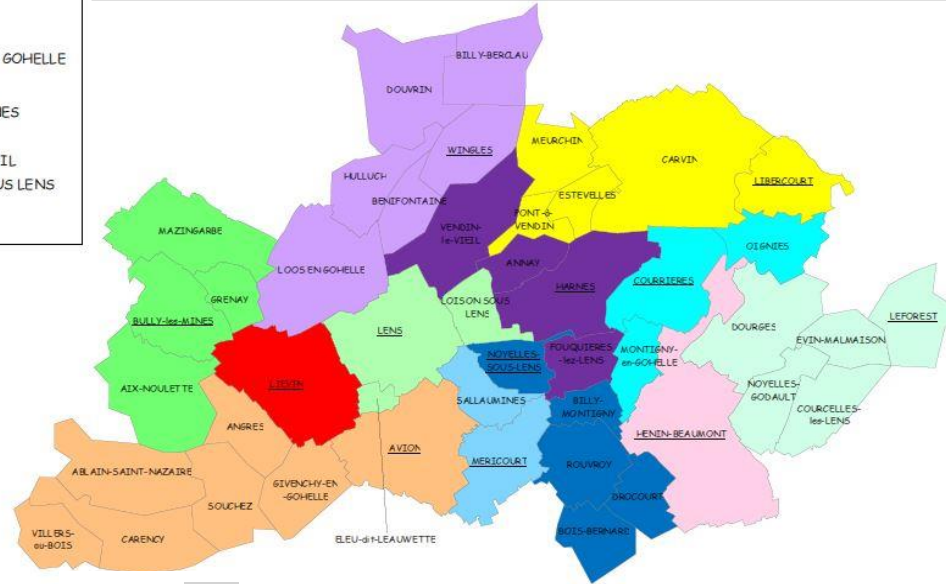 GOHELLE
ES
IL
US LENS
BILLY-BERCLAU
DOUVRIN
MEURCHIN
WINGLES
CARVIN
HULLUCH
LIBERCOURT
BENIFONTAINE
ESTEVELLES
PONT-à-
VENDIN
VENDIN-
le-VIEIL
MAZINGARBE
OIGNIES
LOOS EN GOHELLE
ANNAY
COURRIERES
HARNES
GRENAY
LOISON SOUS
LENS
BULLY-les-MINES
LEFOREST
LENS
DOURGES
EVIN-MALMAISON
FOUQUIERES
-lez-LENS
MONTIGNY-
en-GOHELLE
NOYELLES-
SOUS-LENS
LIEVIN
AIX-NOULETTE
NOYELLES-
GODAULT
SALLAUMINES
BILLY-
MONTIGNY
COURCELLES-
les-LENS
ANGRES
HENIN-BEAUMONT
AVION
MERICOURT
ROUVROY
ABLAIN-SAINT-NAZAIRE
GIVENCHY-EN
-GOHELLE
DROCOURT
SOUCHEZ
VILLERS-
au-BOIS
CARENCY
ELEU-dit-LEAUWETTE
BOIS-BERNARD